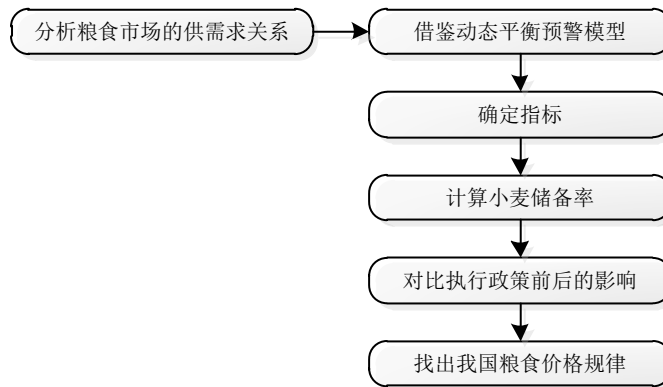 分析粮食市场的供需求关系
借鉴动态平衡预警模型
确定指标
计算小麦储备率
对比执行政策前后的影响
找出我国粮食价格规律